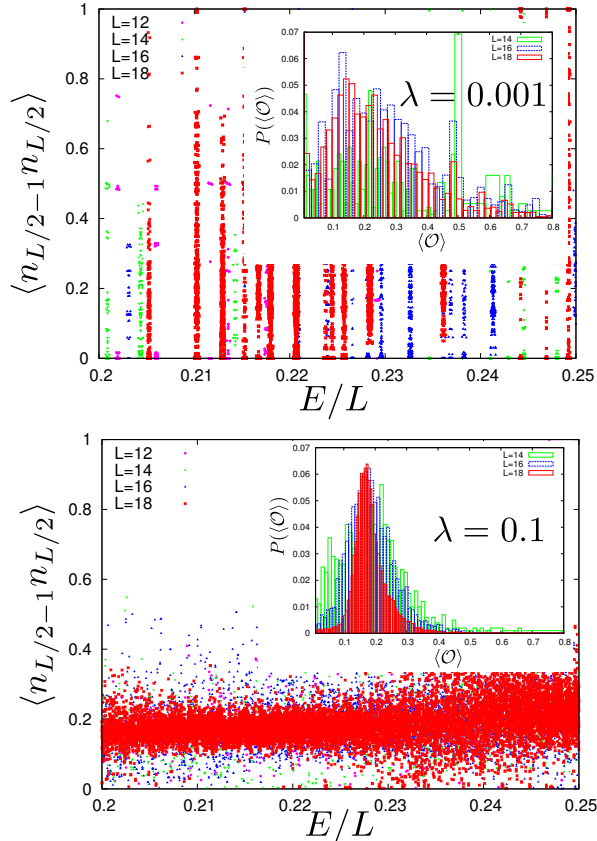 L=12
L=14
L=16
L=18
⟨n_{L/2−1}n_{L/2}⟩
1
0.8
0.6
0.4
0.2
0
0.2
0.21
0.22
0.23
0.24
0.25
E/L
λ = 0.001
L=14
L=16
L=18
P(⟨O⟩)
0.07
0.06
0.05
0.04
0.03
0.02
0.01
0
0.1
0.2
0.3
0.4
0.5
0.6
0.7
0.8
⟨O⟩
L=12
L=14
L=16
L=18
⟨n_{L/2−1}n_{L/2}⟩
1
0.8
0.6
0.4
0.2
0
0.2
0.21
0.22
0.23
0.24
0.25
E/L
λ = 0.1
L=14
L=16
L=18
P(⟨O⟩)
0.07
0.06
0.05
0.04
0.03
0.02
0.01
0
0.1
0.2
0.3
0.4
0.5
0.6
0.7
0.8
⟨O⟩